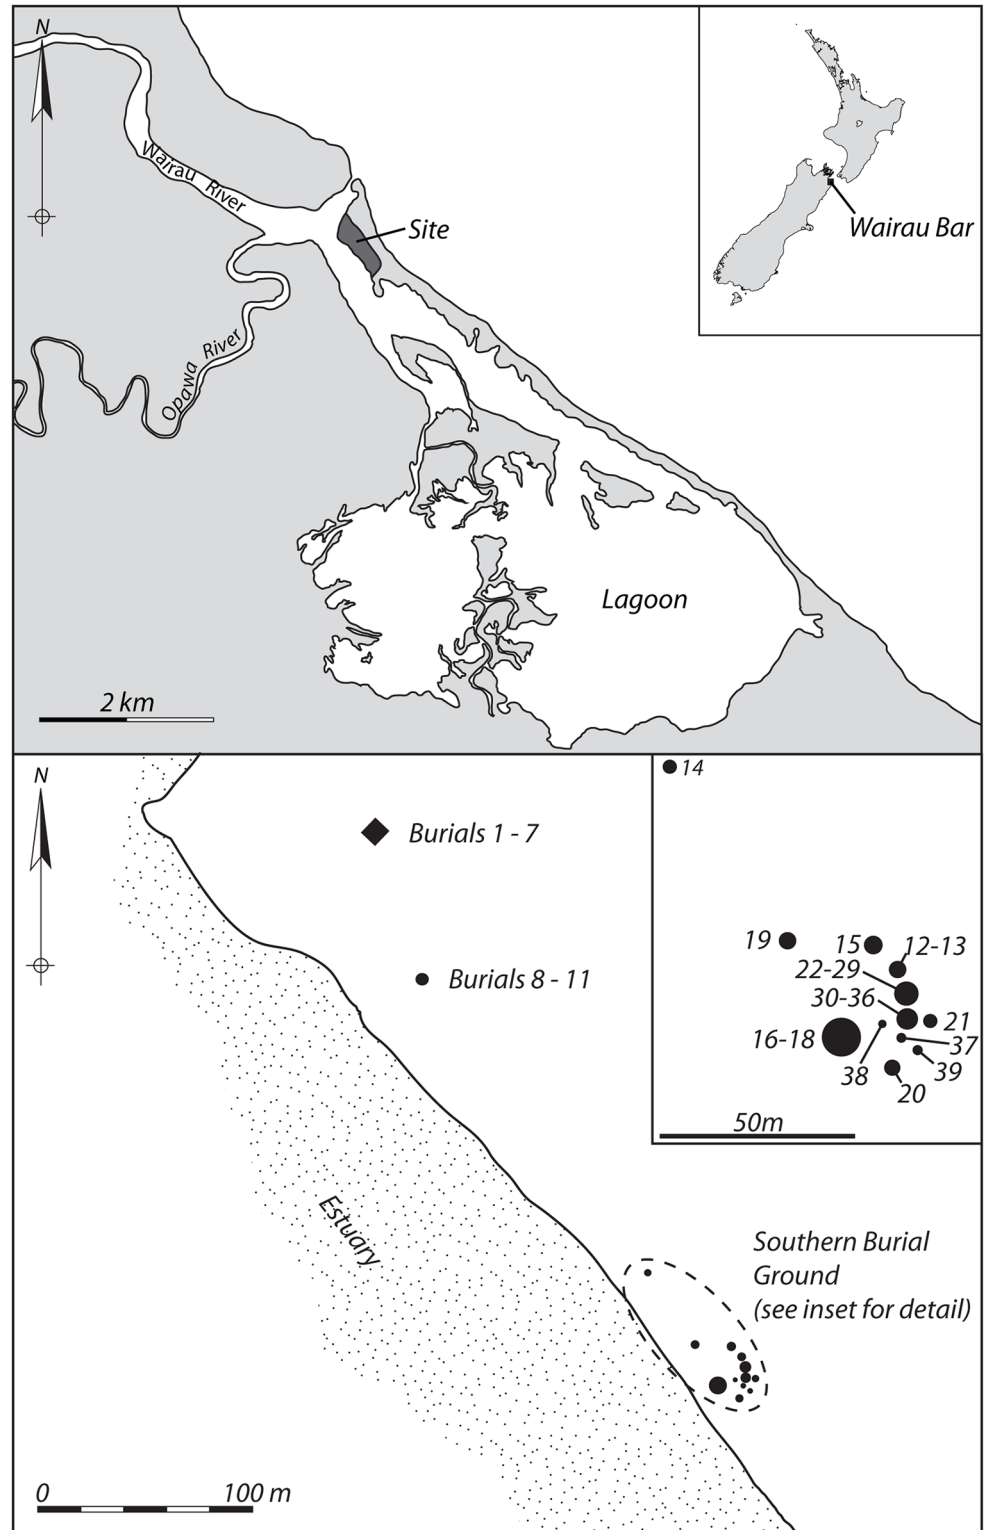 N
Wairau River
Site
Wairau Bar
Opawa River
Lagoon
2 km
N
Burials 1 - 7
Burials 8 - 11
14
19
15
12-13
22-29
30-36
21
16-18
37
38
39
20
50m
Estuary
Southern Burial
Ground
(see inset for detail)
0
100 m